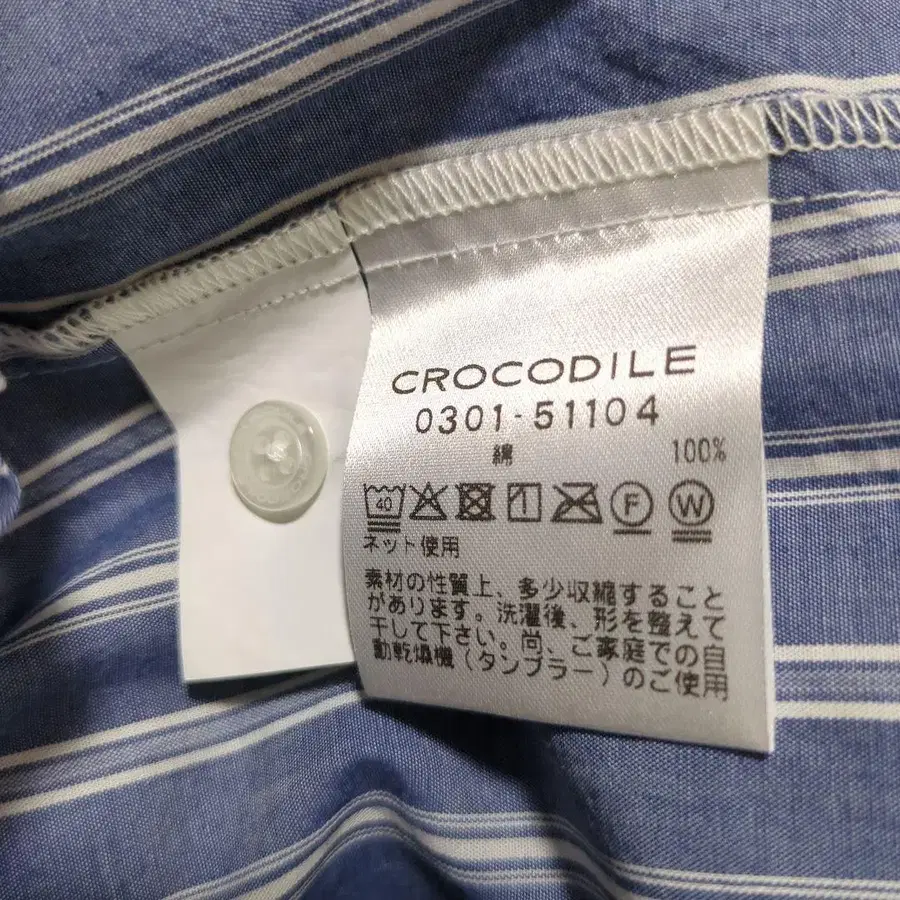 CROCODILE
0301-51104
綿 100%
40 F W
ネット使用
素材の性質上、多少収縮すること
があります。洗濯後、形を整えて
干して下さい。尚、ご家庭での自
動乾燥機(タンブラー)のご使用